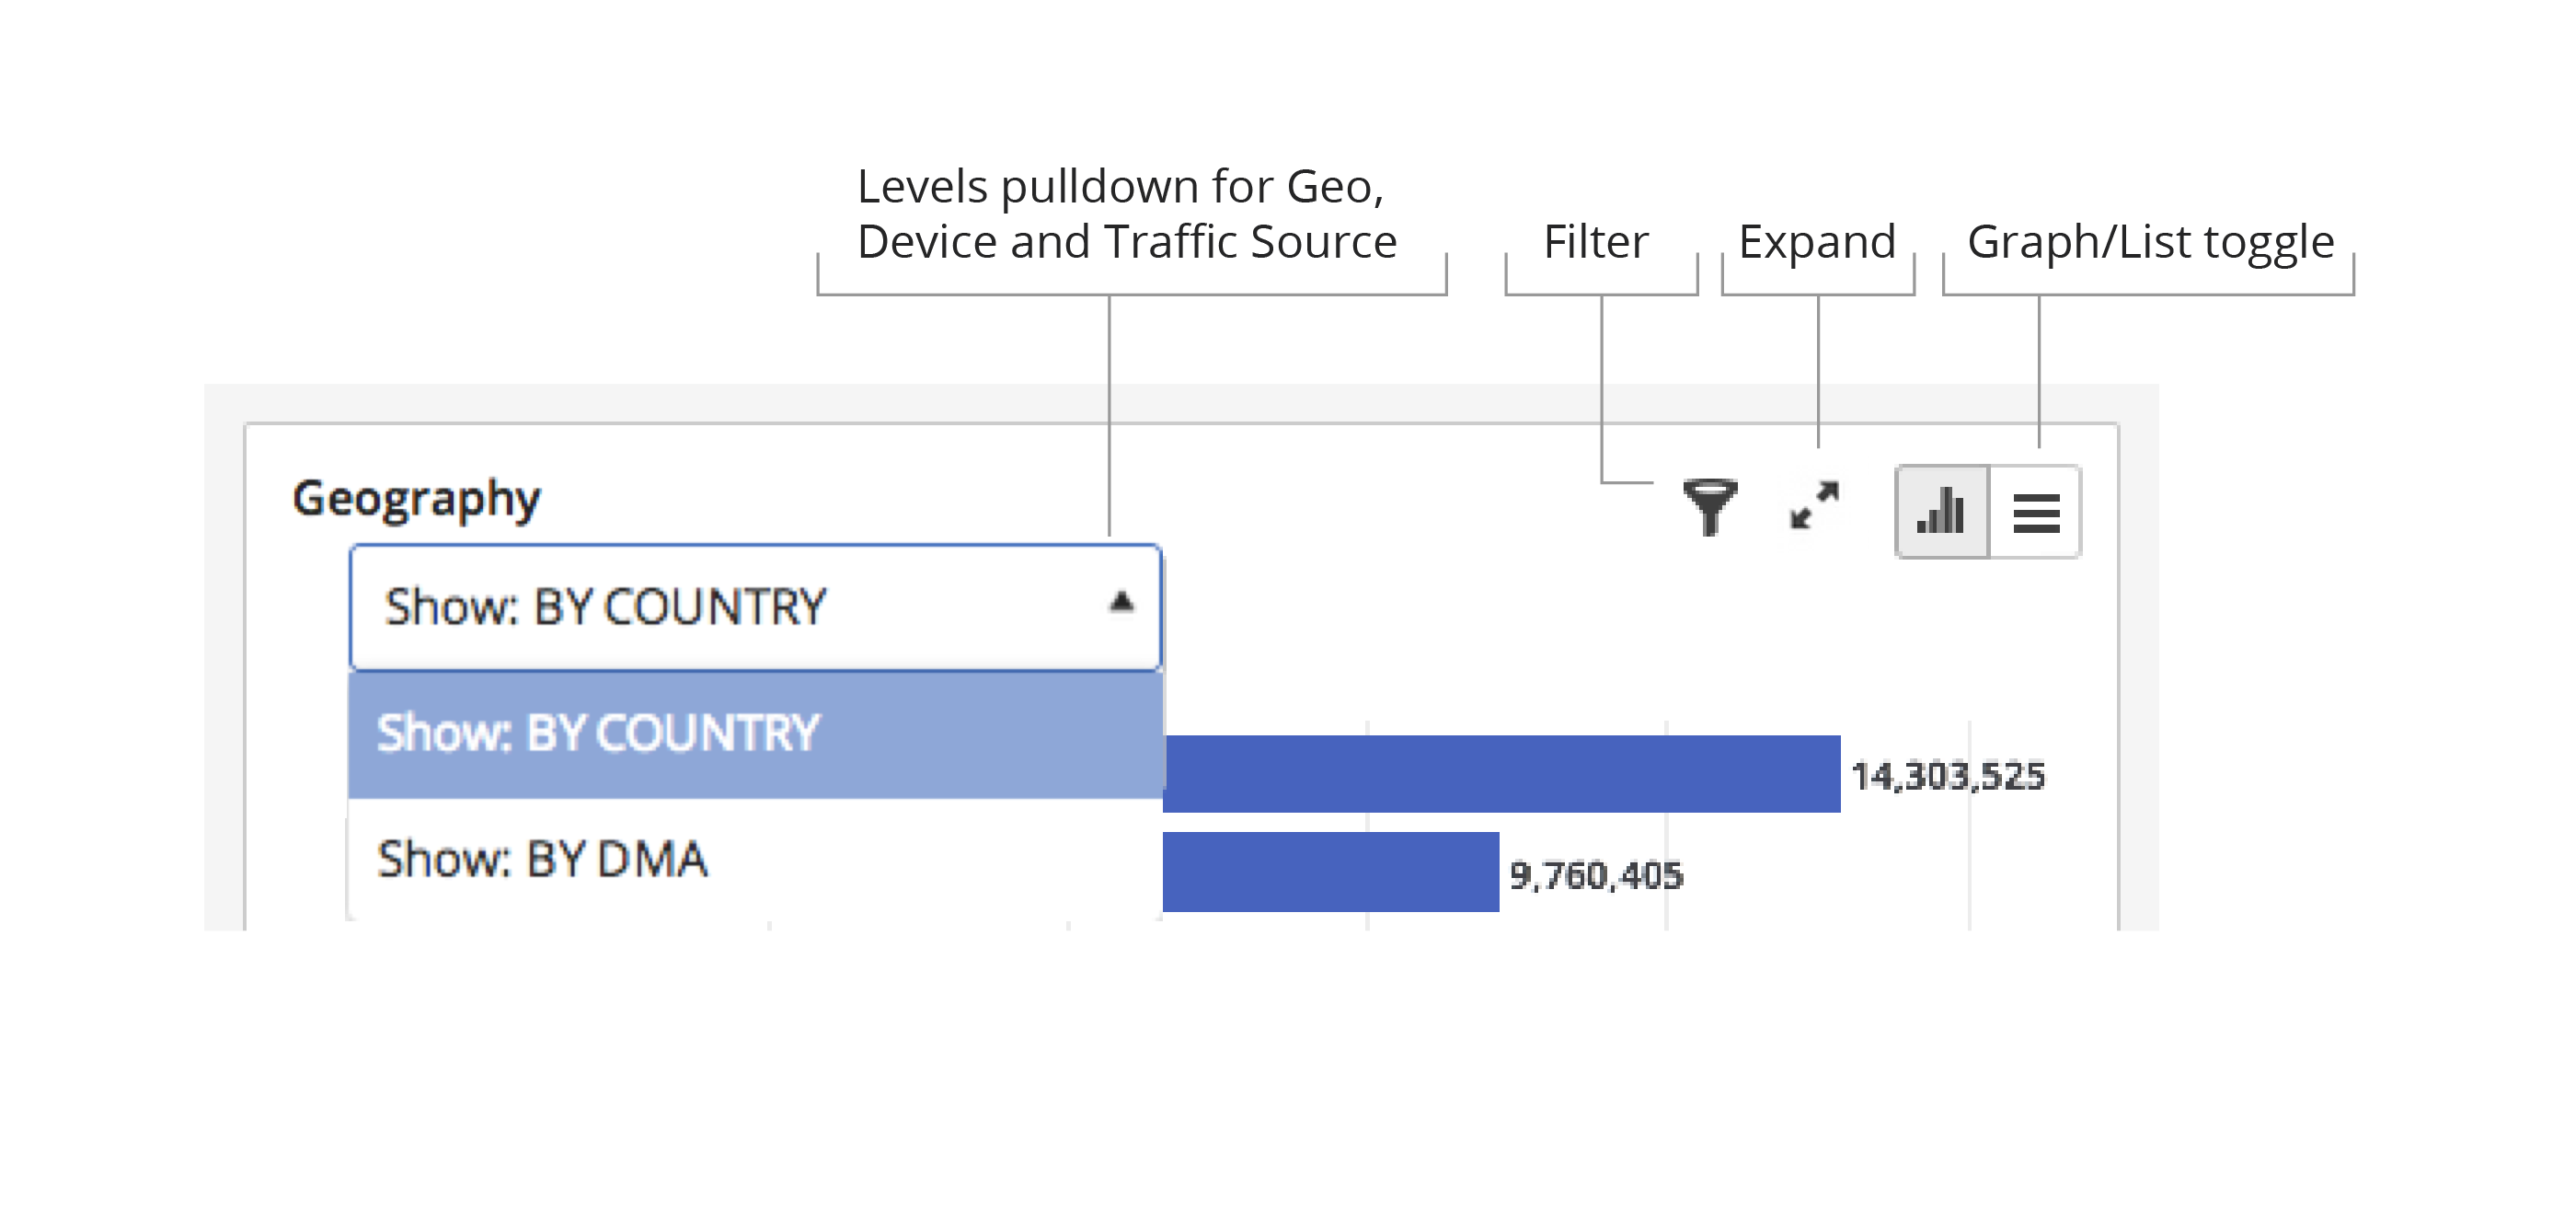 Levels pulldown for Geo,
Device and Traffic Source
Filter
Expand
Graph/List toggle
Geography
Show: BY COUNTRY
Show: BY COUNTRY
14,303,525
Show: BY DMA
9,760,405